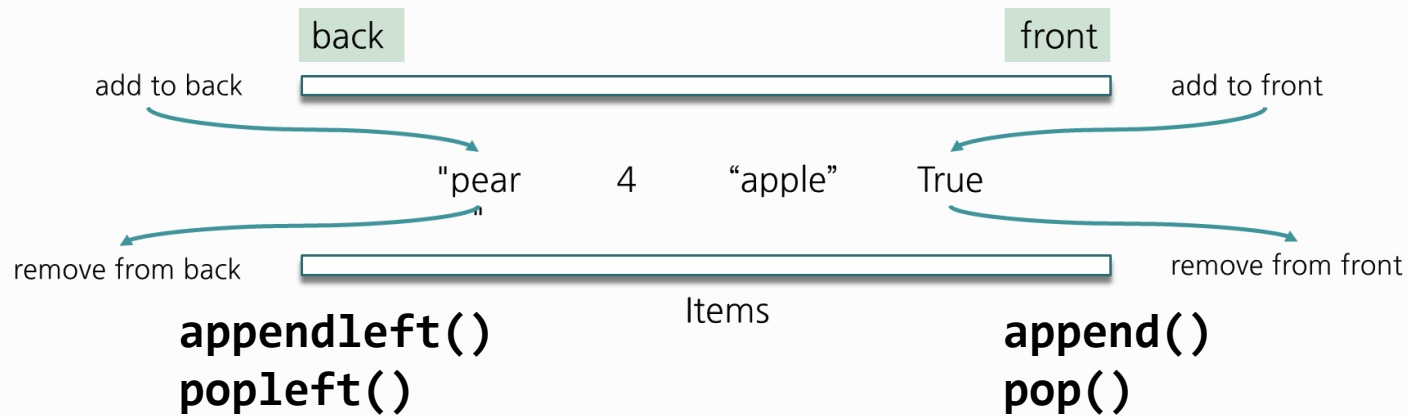 back front
add to back add to front
"pear 4 “apple” True
"
remove from back remove from front
Items
appendleft() append()
popleft() pop()